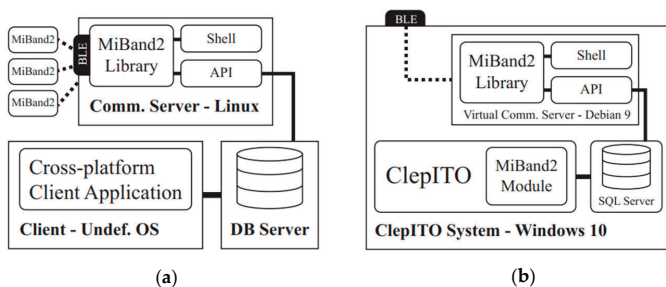 MiBand2
MiBand2
MiBand2
BLE
MiBand2
Library
Shell
API
Comm. Server - Linux
Cross-platform
Client Application
Client - Undef. OS
DB Server
(a)
BLE
MiBand2
Library
Shell
API
Virtual Comm. Server - Debian 9
ClepITO
MiBand2
Module
SQL Server
ClepITO System - Windows 10
(b)